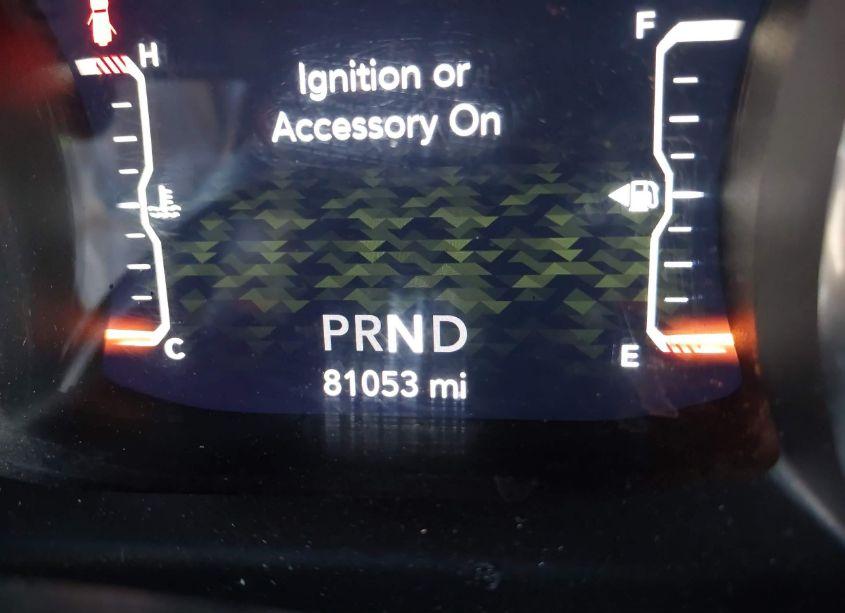 H
F
Ignition or
Accessory On
PRND
C
E
81053 mi